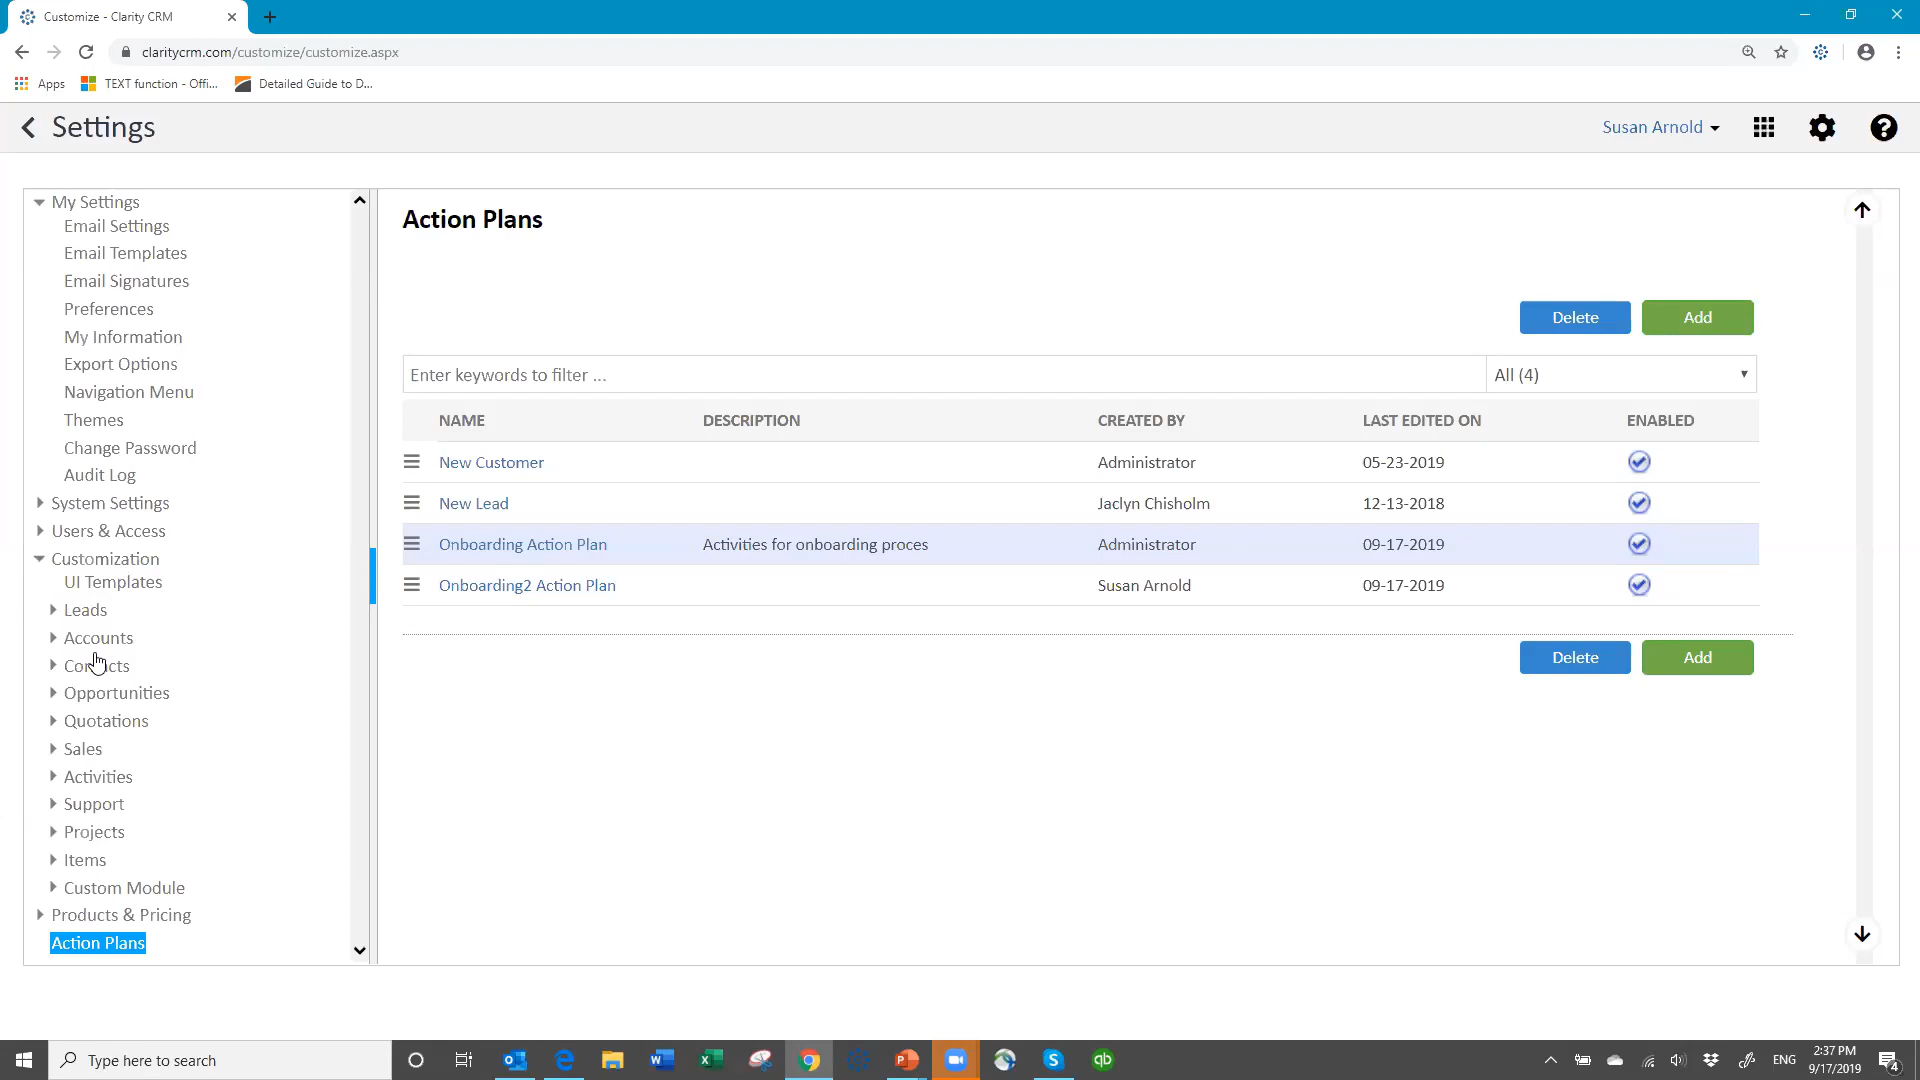 Customize - Clarity CRM
claritycrm.com/customize/customize.aspx
Apps
TEXT function - Offi...
Detailed Guide to D...
Settings
Susan Arnold
My Settings
Email Settings
Email Templates
Email Signatures
Preferences
My Information
Export Options
Navigation Menu
Themes
Change Password
Audit Log
System Settings
Users & Access
Customization
UI Templates
Leads
Accounts
Opportunities
Quotations
Sales
Activities
Support
Projects
Items
Custom Module
Products & Pricing
Action Plans
Action Plans
Delete Add
Enter keywords to filter ... All (4)
NAME DESCRIPTION CREATED BY LAST EDITED ON ENABLED
New Customer Administrator 05-23-2019
New Lead Jaclyn Chisholm 12-13-2018
Onboarding Action Plan Activities for onboarding proces Administrator 09-17-2019
Onboarding2 Action Plan Susan Arnold 09-17-2019
Delete Add
Type here to search
ENG
2:37 PM
9/17/2019
4